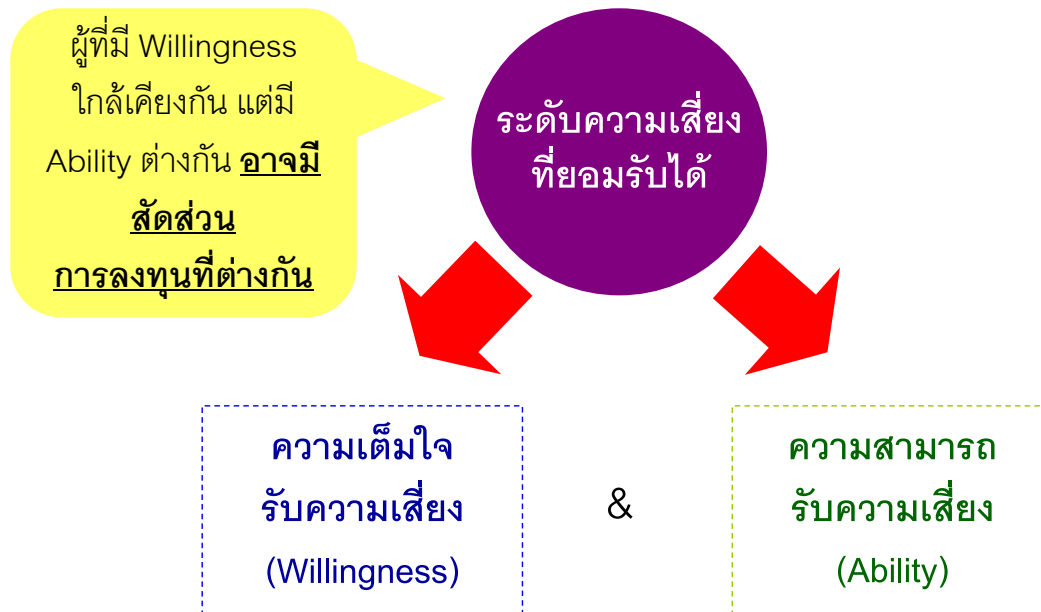 ผู้ที่มี Willingness
ใกล้เคียงกัน แต่มี
Ability ต่างกัน อาจมี
สัดส่วน
การลงทุนที่ต่างกัน
ระดับความเสี่ยง
ที่ยอมรับได้
ความเต็มใจ
รับความเสี่ยง
(Willingness)
&
ความสามารถ
รับความเสี่ยง
(Ability)